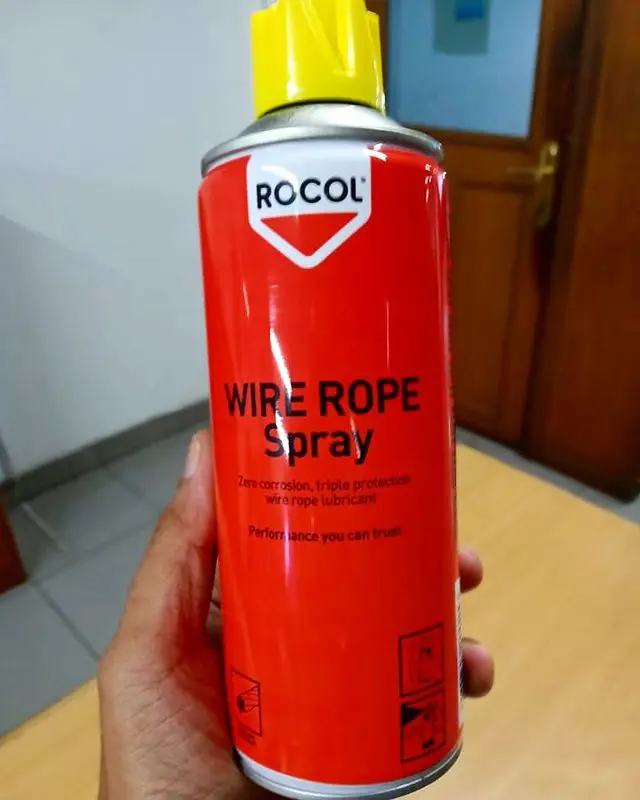 ROCOL®
WIRE ROPE
Spray
Zero corrosion, triple protection
wire rope lubricant
Performance you can trust